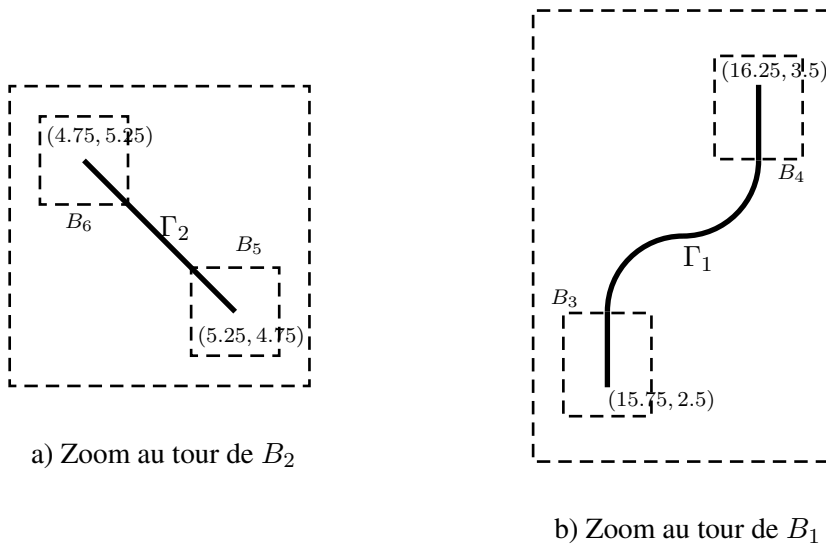 (4.75, 5.25)
B₆
Γ₂
B₅
(5.25, 4.75)
a) Zoom au tour de B₂
(16.25, 3.5)
B₄
Γ₁
B₃
(15.75, 2.5)
b) Zoom au tour de B₁